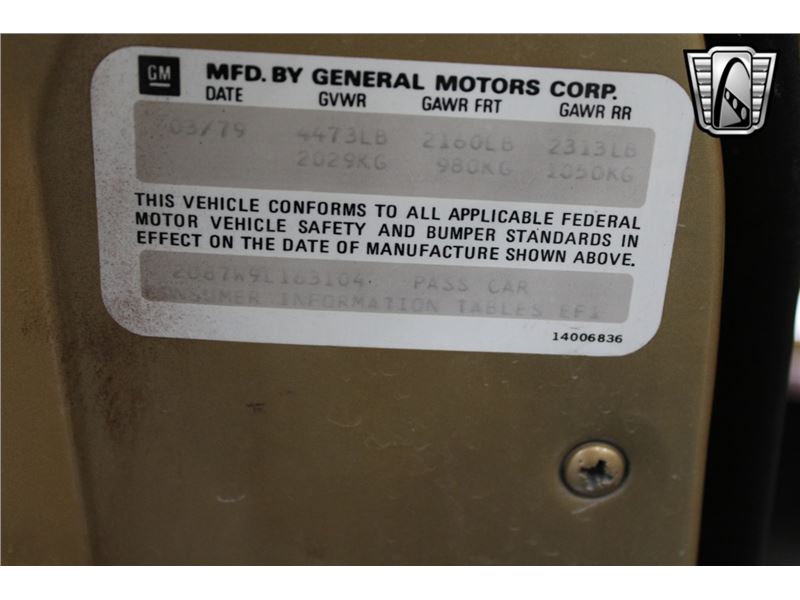 GM MFD. BY GENERAL MOTORS CORP.
DATE GVWR GAWR FRT GAWR RR
03/79 4473LB 2160LB 2313LB
2029KG 980KG 1050KG
THIS VEHICLE CONFORMS TO ALL APPLICABLE FEDERAL
MOTOR VEHICLE SAFETY AND BUMPER STANDARDS IN
EFFECT ON THE DATE OF MANUFACTURE SHOWN ABOVE.
2U87W9L163104 PASS CAR
CONSUMER INFORMATION TABLES EF1
14006836